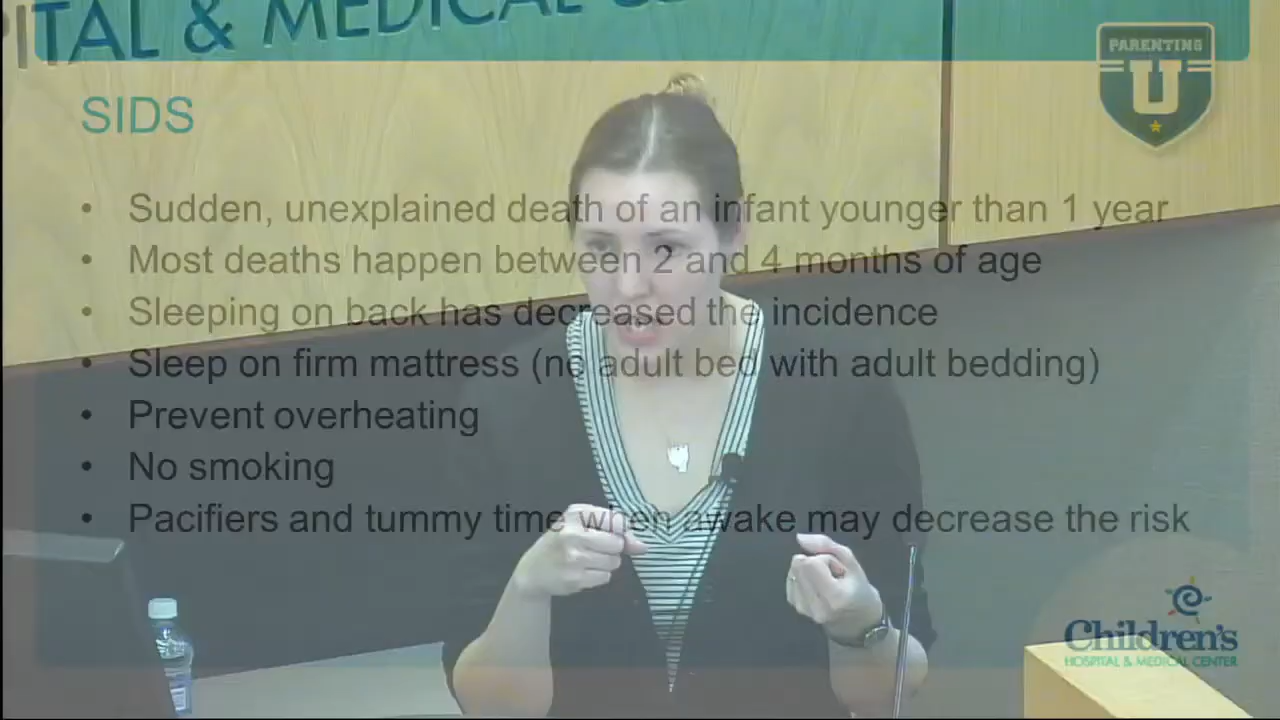 ITAL & MEDICAL
PARENTING
U
SIDS
• Sudden, unexplained death of an infant younger than 1 year
• Most deaths happen between 2 and 4 months of age
• Sleeping on back has decreased the incidence
• Sleep on firm mattress (no adult bed with adult bedding)
• Prevent overheating
• No smoking
• Pacifiers and tummy time when awake may decrease the risk
Children's
HOSPITAL & MEDICAL CENTER